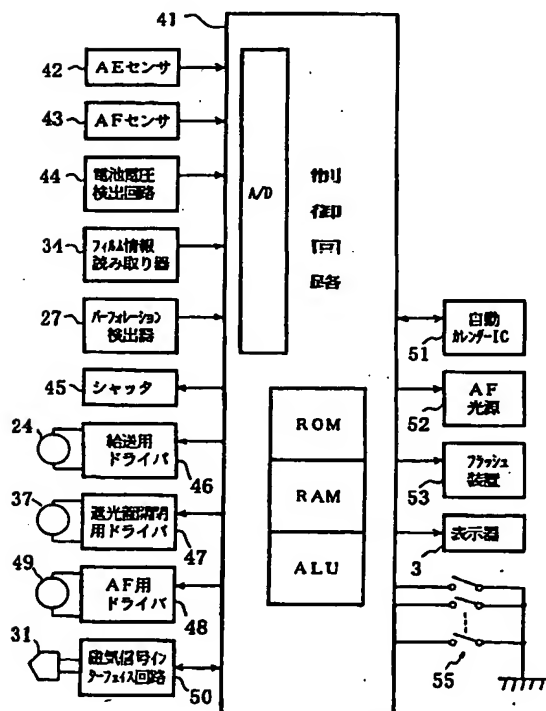 41
42
AEセンサ
43
AFセンサ
44
電池電圧
検出回路
34
フィルム情報
読み取り器
27
パーフォレーション
検出器
45
シャッタ
24
給送用
ドライバ
46
37
用ドライバ
47
49
AF用
ドライバ
48
31
磁気信号イン
ターフェイス回路
50
A/D
制御回路
ROM
RAM
ALU
自動
カレンダーIC
51
AF
光源
52
フラッシュ
装置
53
表示器
3
55